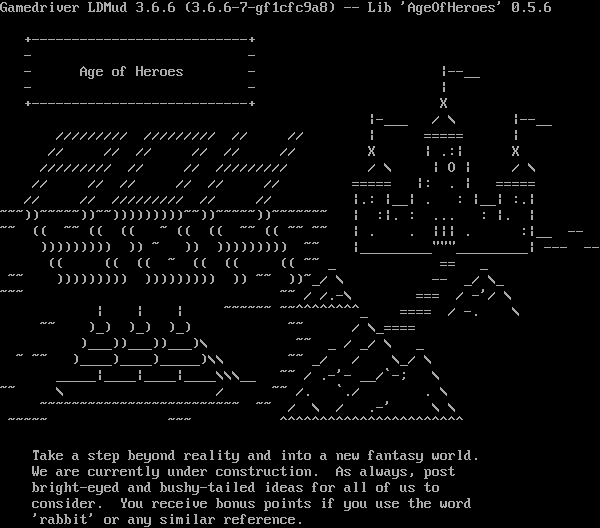 Gamedriver LDMud 3.6.6 (3.6.6-7-gf1cfc9a8) -- Lib 'AgeOfHeroes' 0.5.6
Age of Heroes
Take a step beyond reality and into a new fantasy world.
We are currently under construction.  As always, post
bright-eyed and bushy-tailed ideas for all of us to
consider.  You receive bonus points if you use the word
'rabbit' or any similar reference.